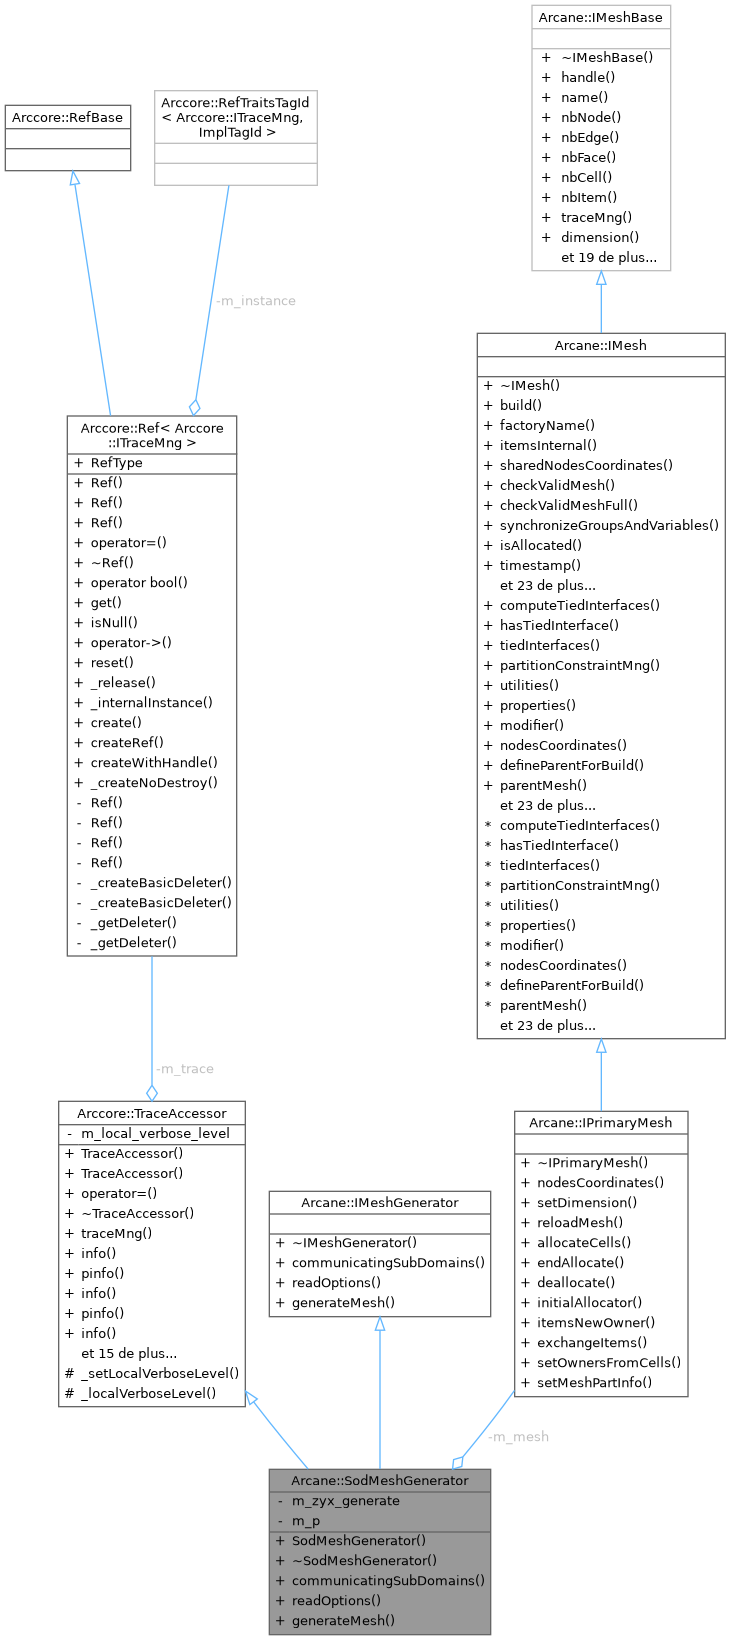 Arcane::IMeshBase
+ ~IMeshBase()
+ handle()
+ name()
+ nbNode()
+ nbEdge()
+ nbFace()
+ nbCell()
+ nbItem()
+ traceMng()
+ dimension()
et 19 de plus...
Arccore::RefBase
Arccore::RefTraitsTagId
< Arccore::ITraceMng,
ImplTagId >
-m_instance
Arccore::Ref< Arccore
::ITraceMng >
+ RefType
+ Ref()
+ Ref()
+ Ref()
+ operator=()
+ ~Ref()
+ operator bool()
+ get()
+ isNull()
+ operator->()
+ reset()
+ _release()
+ _internalInstance()
+ create()
+ createRef()
+ createWithHandle()
+ _createNoDestroy()
- Ref()
- Ref()
- Ref()
- Ref()
- _createBasicDeleter()
- _createBasicDeleter()
- _getDeleter()
- _getDeleter()
Arcane::IMesh
+ ~IMesh()
+ build()
+ factoryName()
+ itemsInternal()
+ sharedNodesCoordinates()
+ checkValidMesh()
+ checkValidMeshFull()
+ synchronizeGroupsAndVariables()
+ isAllocated()
+ timestamp()
et 23 de plus...
+ computeTiedInterfaces()
+ hasTiedInterface()
+ tiedInterfaces()
+ partitionConstraintMng()
+ utilities()
+ properties()
+ modifier()
+ nodesCoordinates()
+ defineParentForBuild()
+ parentMesh()
et 23 de plus...
* computeTiedInterfaces()
* hasTiedInterface()
* tiedInterfaces()
* partitionConstraintMng()
* utilities()
* properties()
* modifier()
* nodesCoordinates()
* defineParentForBuild()
* parentMesh()
et 23 de plus...
-m_trace
Arccore::TraceAccessor
- m_local_verbose_level
+ TraceAccessor()
+ TraceAccessor()
+ operator=()
+ ~TraceAccessor()
+ traceMng()
+ info()
+ pinfo()
+ info()
+ pinfo()
+ info()
et 15 de plus...
# _setLocalVerboseLevel()
# _localVerboseLevel()
Arcane::IMeshGenerator
+ ~IMeshGenerator()
+ communicatingSubDomains()
+ readOptions()
+ generateMesh()
Arcane::IPrimaryMesh
+ ~IPrimaryMesh()
+ nodesCoordinates()
+ setDimension()
+ reloadMesh()
+ allocateCells()
+ endAllocate()
+ deallocate()
+ initialAllocator()
+ itemsNewOwner()
+ exchangeItems()
+ setOwnersFromCells()
+ setMeshPartInfo()
-m_mesh
Arcane::SodMeshGenerator
- m_zyx_generate
- m_p
+ SodMeshGenerator()
+ ~SodMeshGenerator()
+ communicatingSubDomains()
+ readOptions()
+ generateMesh()